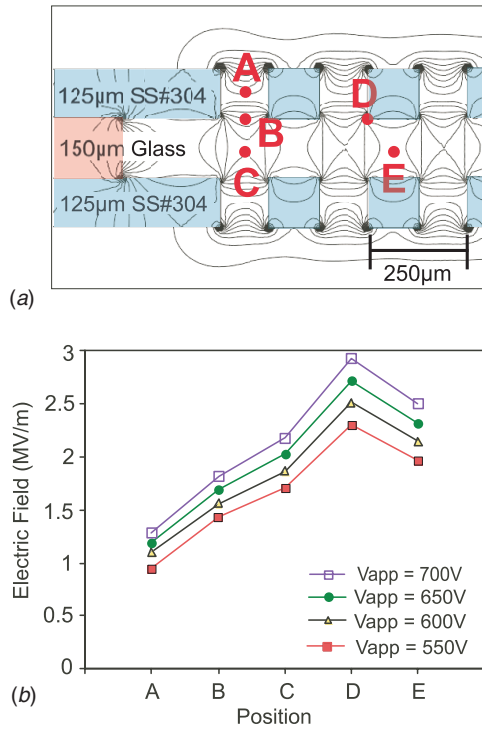 A
125µm SS#304
D
B
150µm Glass
C
E
125µm SS#304
250µm
(a)
3
2.5
2
1.5
1
0.5
0
Electric Field (MV/m)
Vapp = 700V
Vapp = 650V
Vapp = 600V
Vapp = 550V
A B C D E
(b)
Position